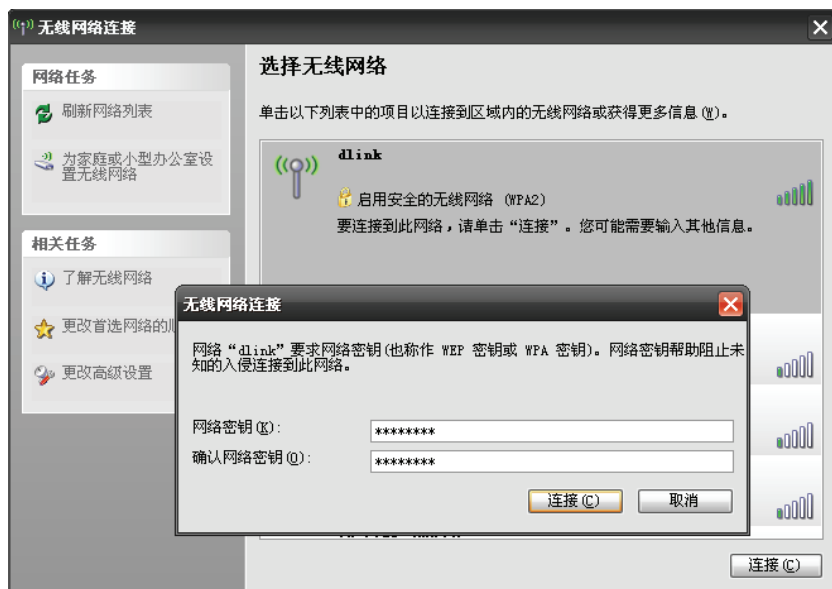 无线网络连接
网络任务
刷新网络列表
为家庭或小型办公室设
置无线网络
相关任务
了解无线网络
更改首选网络的
更改高级设置
选择无线网络
单击以下列表中的项目以连接到区域内的无线网络或获得更多信息(W)。
dlink
启用安全的无线网络 (WPA2)
要连接到此网络，请单击“连接”。您可能需要输入其他信息。
无线网络连接
网络“dlink”要求网络密钥(也称作 WEP 密钥或 WPA 密钥)。网络密钥帮助阻止未
知的入侵连接到此网络。
网络密钥(K):
********
确认网络密钥(O):
********
连接(C)
取消
连接(C)